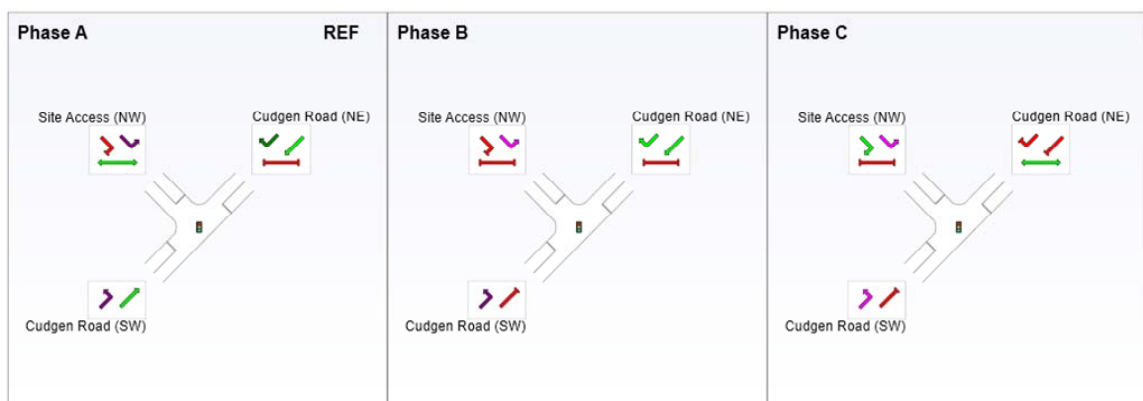 Phase A REF
Site Access (NW) Cudgen Road (NE)
Cudgen Road (SW)
Phase B
Site Access (NW) Cudgen Road (NE)
Cudgen Road (SW)
Phase C
Site Access (NW) Cudgen Road (NE)
Cudgen Road (SW)